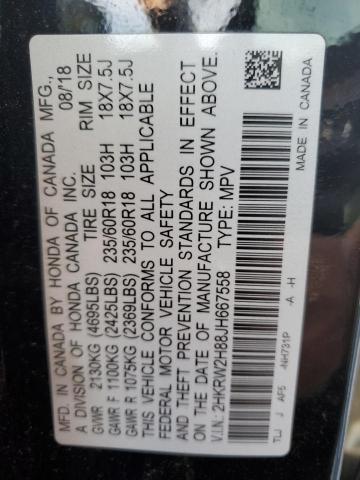 MFD. IN CANADA BY HONDA OF CANADA MFG.,
A DIVISION OF HONDA CANADA INC. 08/'18
TIRE SIZE RIM SIZE
GVWR 2130KG (4695LBS)
GAWR F 1100KG (2425LBS) 235/60R18 103H 18X7.5J
GAWR R 1075KG (2369LBS) 235/60R18 103H 18X7.5J
THIS VEHICLE CONFORMS TO ALL APPLICABLE
FEDERAL MOTOR VEHICLE SAFETY
AND THEFT PREVENTION STANDARDS IN EFFECT
ON THE DATE OF MANUFACTURE SHOWN ABOVE.
V.I.N.: 2HKRW2H88JH667558 TYPE: MPV
TLJ J AF5 -NH731P -A -H
MADE IN CANADA